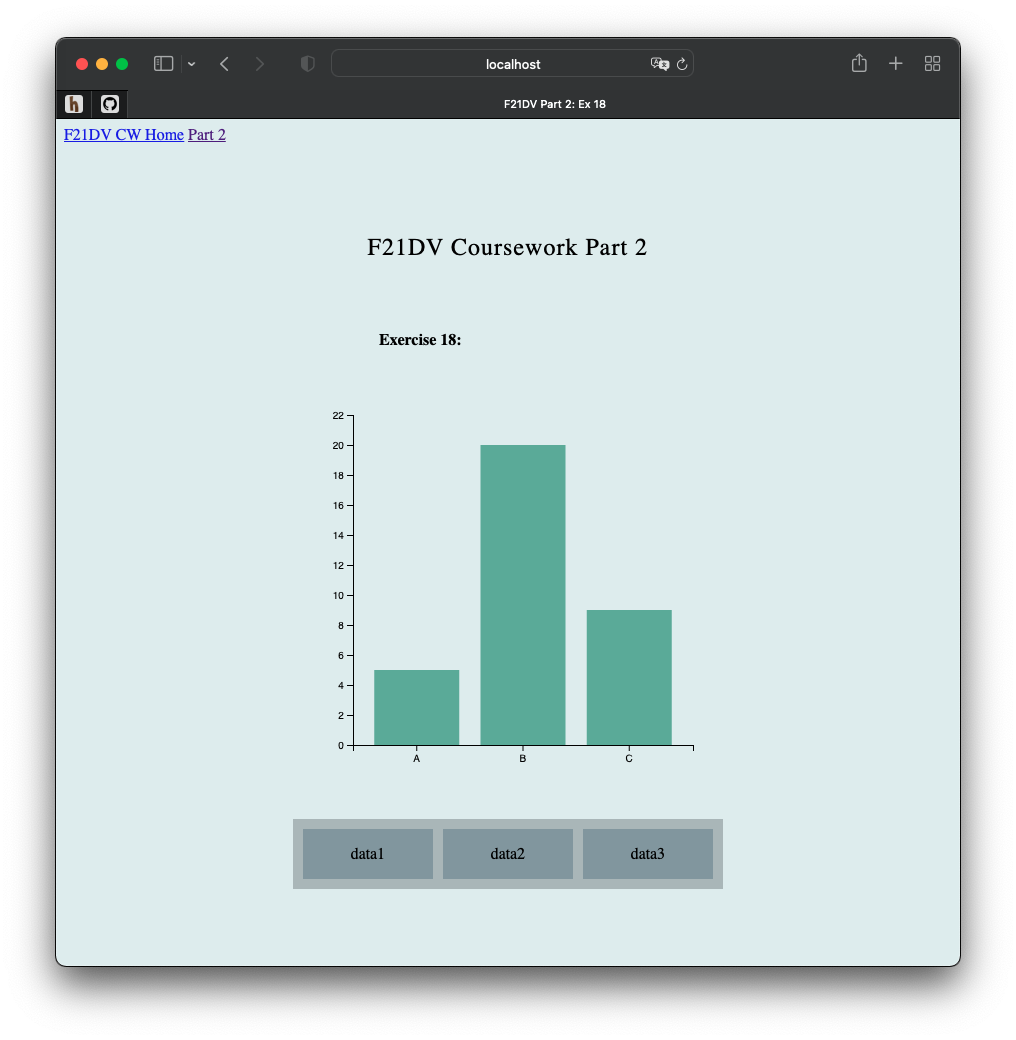 localhost
h
F21DV Part 2: Ex 18
F21DV CW Home Part 2
F21DV Coursework Part 2
Exercise 18:
22
20
18
16
14
12
10
8
6
4
2
0
A B C
data1 data2 data3